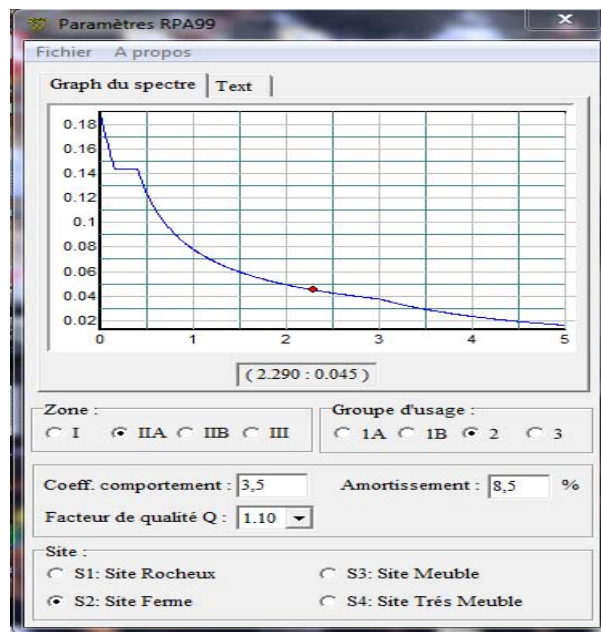 Paramètres RPA99
Fichier A propos
Graph du spectre Text
0.18
0.16
0.14
0.12
0.1
0.08
0.06
0.04
0.02
0 1 2 3 4 5
( 2.290 : 0.045 )
Zone :
I IIA IIB III
Groupe d'usage :
1A 1B 2 3
Coeff. comportement : 3,5 Amortissement : 8,5 %
Facteur de qualité Q : 1.10
Site :
S1: Site Rocheux S3: Site Meuble
S2: Site Ferme S4: Site Trés Meuble